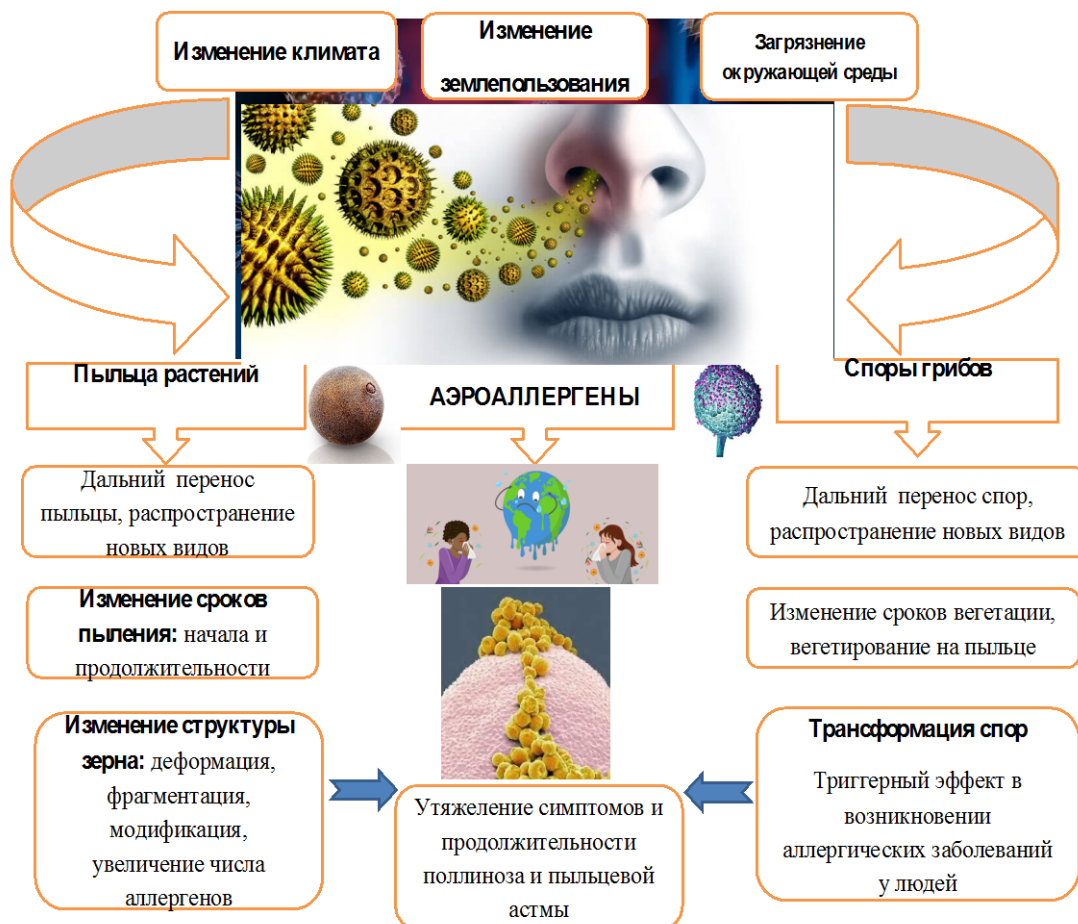 Изменение климата
Изменение
землепользования
Загрязнение
окружающей среды
Пыльца растений
АЭРОАЛЛЕРГЕНЫ
Споры грибов
Дальний перенос
пыльцы, распространение
новых видов
Дальний перенос спор,
распространение новых видов
Изменение сроков
пыления: начала и
продолжительности
Изменение сроков вегетации,
вегетирование на пыльце
Изменение структуры
зерна: деформация,
фрагментация,
модификация,
увеличение числа
аллергенов
Утяжеление симптомов и
продолжительности
поллиноза и пыльцевой
астмы
Трансформация спор
Триггерный эффект в
возникновении
аллергических заболеваний
у людей